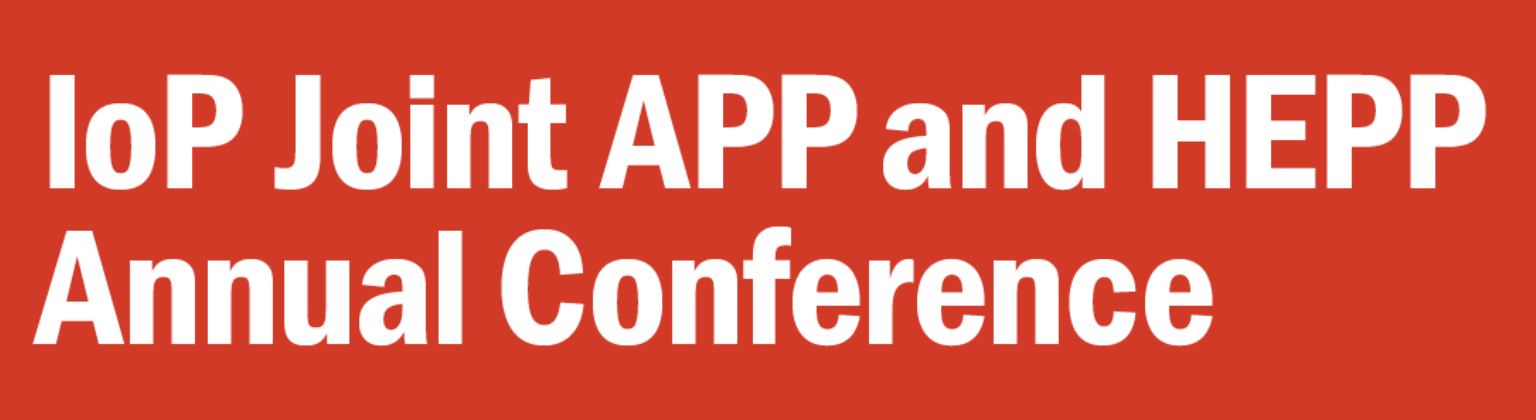 IoP Joint APP and HEPP
Annual Conference